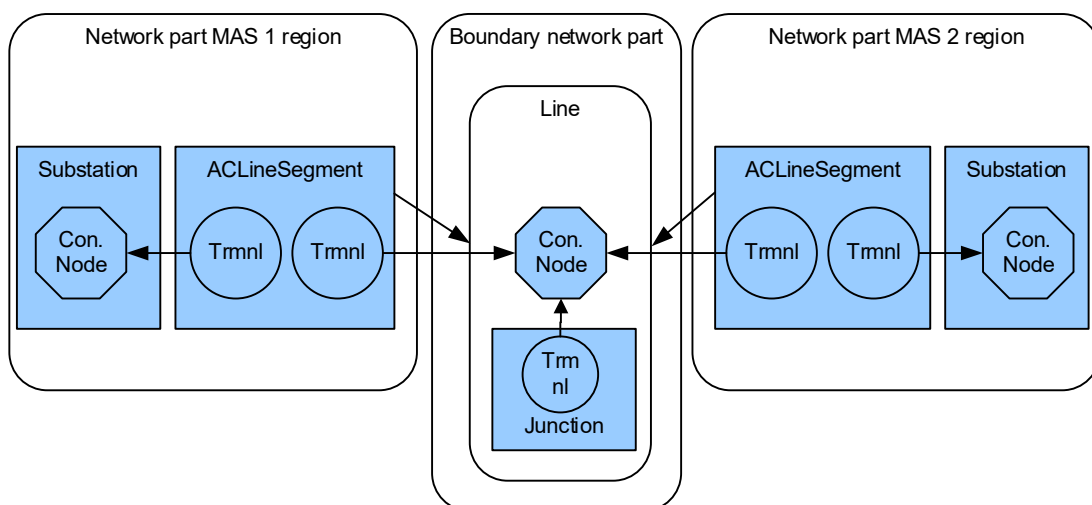 Network part MAS 1 region
Boundary network part
Network part MAS 2 region
Line
Substation
ACLineSegment
ACLineSegment
Substation
Con.
Node
Trmnl
Trmnl
Con.
Node
Trmnl
Trmnl
Con.
Node
Trm
nl
Junction